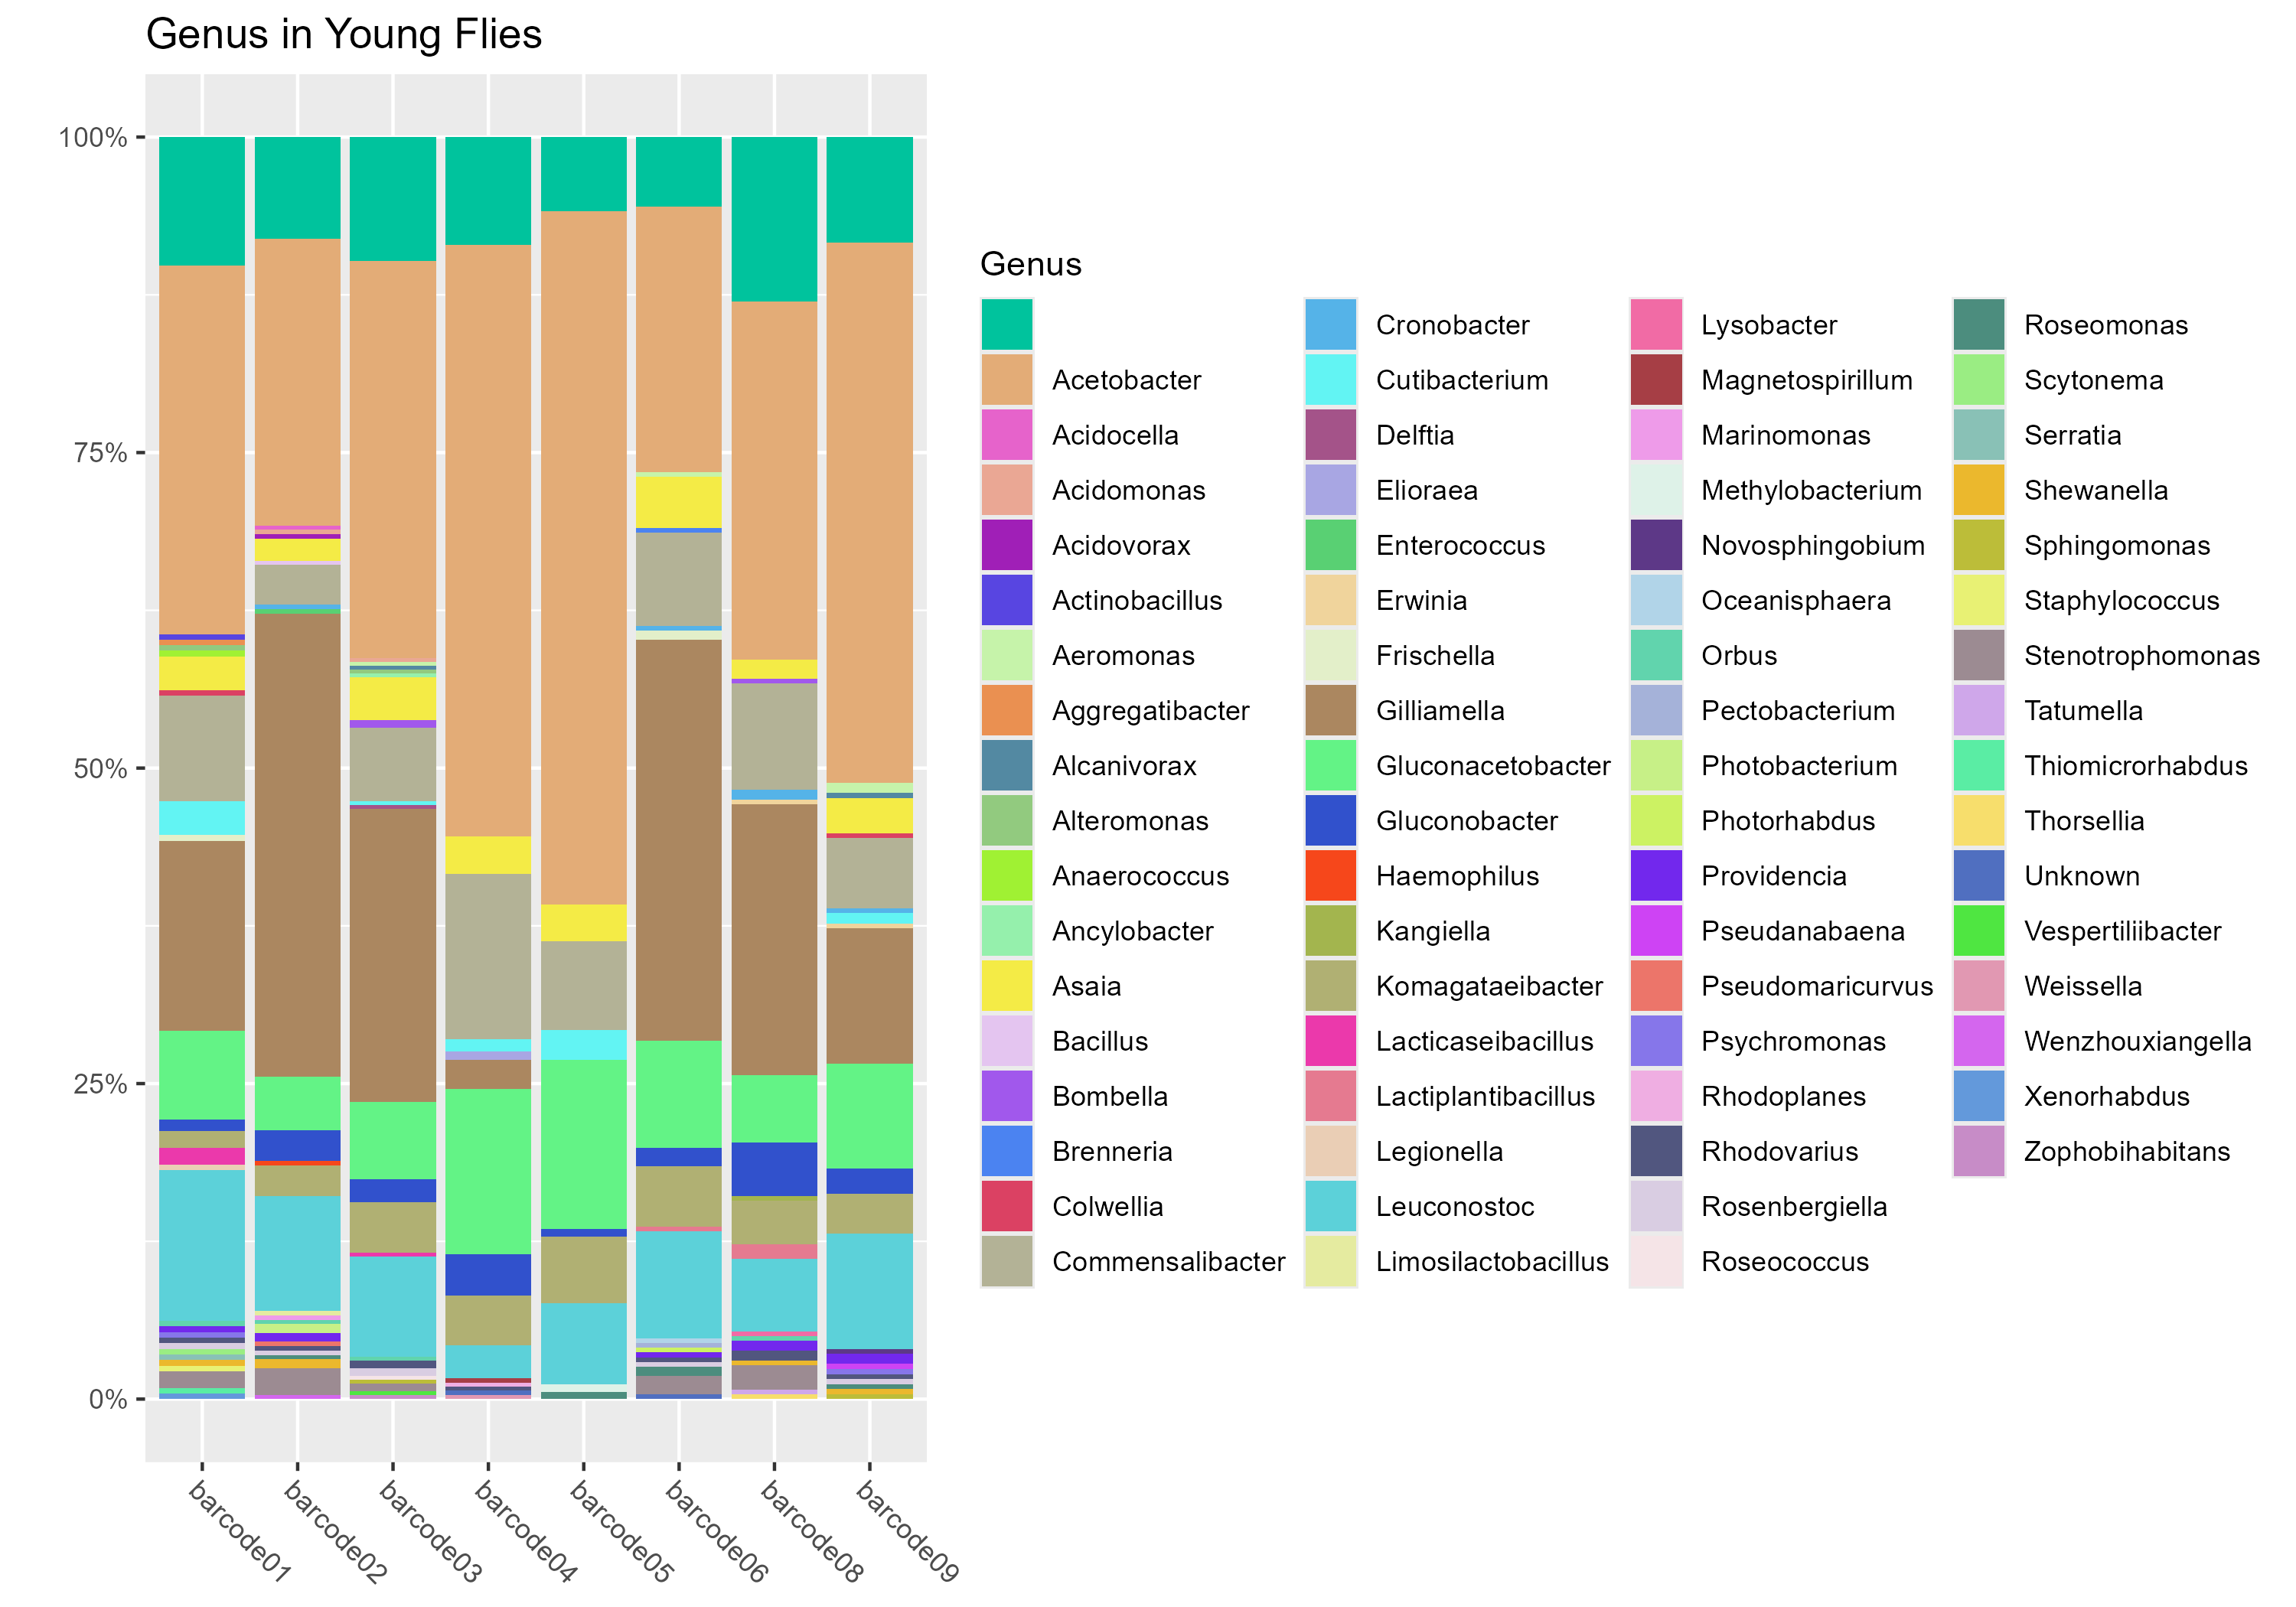 Genus in Young Flies
100%
75%
50%
25%
0%
barcode01
barcode02
barcode03
barcode04
barcode05
barcode06
barcode08
barcode09
Genus
Acetobacter
Acidocella
Acidomonas
Acidovorax
Actinobacillus
Aeromonas
Aggregatibacter
Alcanivorax
Alteromonas
Anaerococcus
Ancylobacter
Asaia
Bacillus
Bombella
Brenneria
Colwellia
Commensalibacter
Cronobacter
Cutibacterium
Delftia
Elioraea
Enterococcus
Erwinia
Frischella
Gilliamella
Gluconacetobacter
Gluconobacter
Haemophilus
Kangiella
Komagataeibacter
Lacticaseibacillus
Lactiplantibacillus
Legionella
Leuconostoc
Limosilactobacillus
Lysobacter
Magnetospirillum
Marinomonas
Methylobacterium
Novosphingobium
Oceanisphaera
Orbus
Pectobacterium
Photobacterium
Photorhabdus
Providencia
Pseudanabaena
Pseudomaricurvus
Psychromonas
Rhodoplanes
Rhodovarius
Rosenbergiella
Roseococcus
Roseomonas
Scytonema
Serratia
Shewanella
Sphingomonas
Staphylococcus
Stenotrophomonas
Tatumella
Thiomicrorhabdus
Thorsellia
Unknown
Vespertiliibacter
Weissella
Wenzhouxiangella
Xenorhabdus
Zophobihabitans